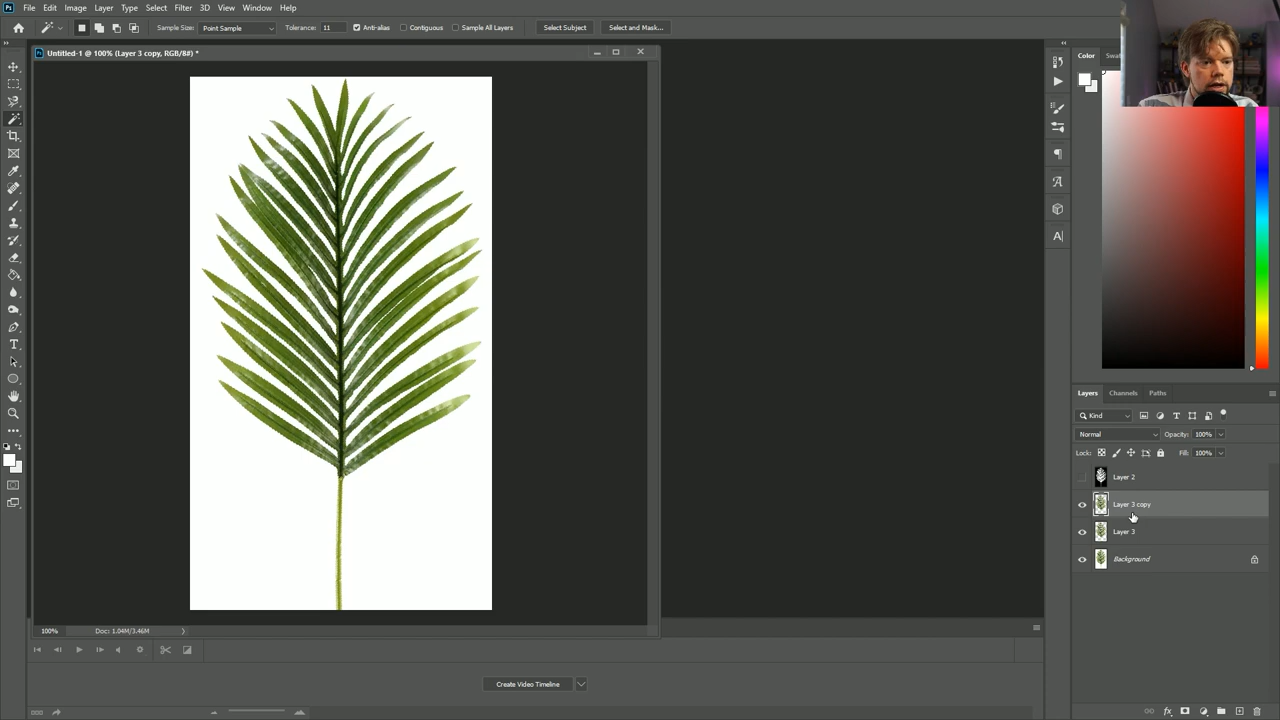 Ps File Edit Image Layer Type Select Filter 3D View Window Help
Sample Size: Point Sample Tolerance: 11 Anti-alias Contiguous Sample All Layers Select Subject Select and Mask...
Untitled-1 @ 100% (Layer 3 copy, RGB/8#) *
Color
Layers Channels Paths
Kind
Normal Opacity: 100%
Lock: Fill: 100%
Layer 2
Layer 3 copy
Layer 3
Background
100% Doc: 1.04M/3.46M
Create Video Timeline